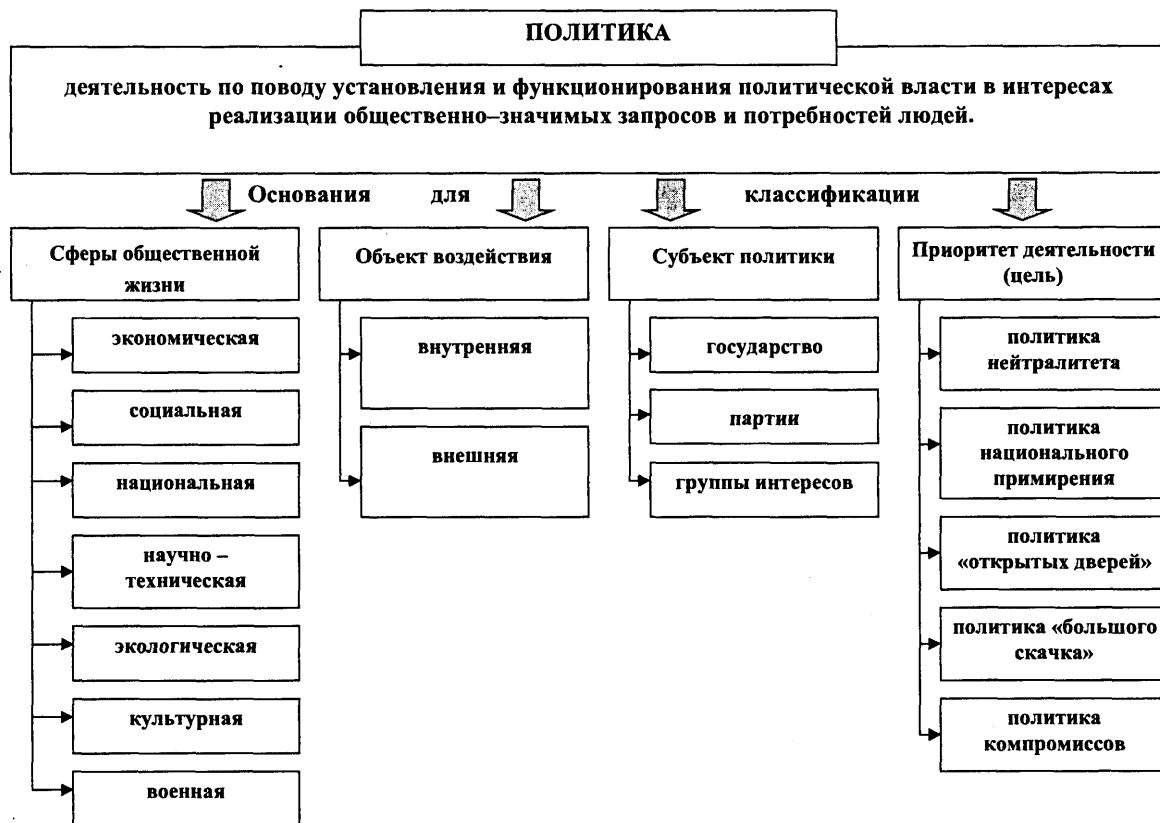 ПОЛИТИКА
деятельность по поводу установления и функционирования политической власти в интересах
реализации общественно–значимых запросов и потребностей людей.
Основания для классификации
Сферы общественной
жизни
экономическая
социальная
национальная
научно –
техническая
экологическая
культурная
военная
Объект воздействия
внутренняя
внешняя
Субъект политики
государство
партии
группы интересов
Приоритет деятельности
(цель)
политика
нейтралитета
политика
национального
примирения
политика
«открытых дверей»
политика «большого
скачка»
политика
компромиссов